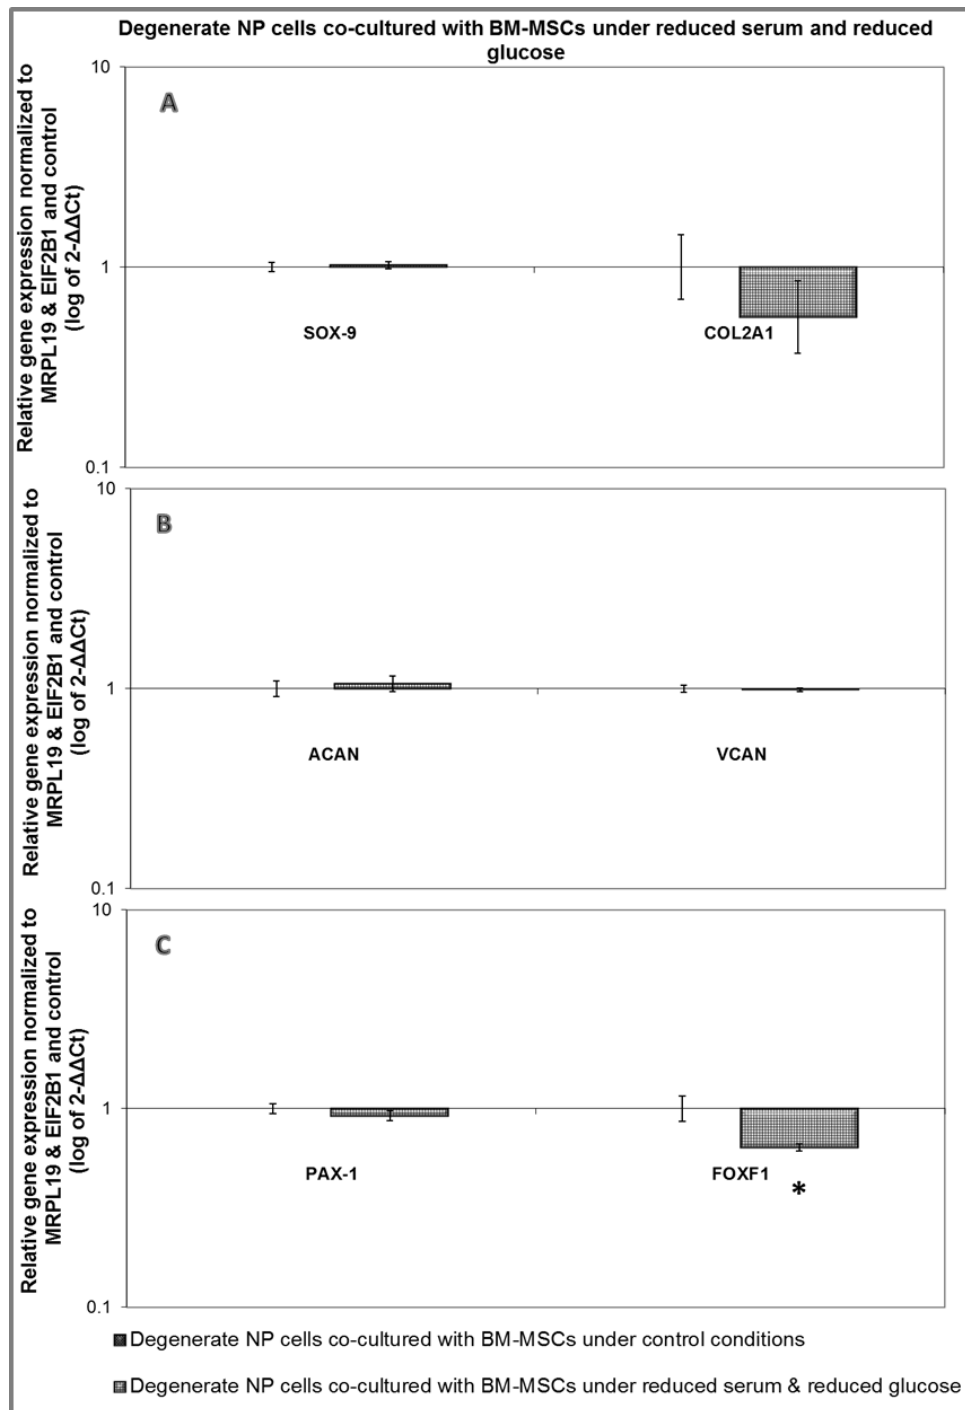 Degenerate NP cells co-cultured with BM-MSCs under reduced serum and reduced
glucose
Relative gene expression normalized to
MRPL19 & EIF2B1 and control
(log of 2-ΔΔCt)
10
1
0.1
A
SOX-9
COL2A1
Relative gene expression normalized to
MRPL19 & EIF2B1 and control
(log of 2-ΔΔCt)
10
1
0.1
B
ACAN
VCAN
Relative gene expression normalized to
MRPL19 & EIF2B1 and control
(log of 2-ΔΔCt)
10
1
0.1
C
PAX-1
FOXF1
*
Degenerate NP cells co-cultured with BM-MSCs under control conditions
Degenerate NP cells co-cultured with BM-MSCs under reduced serum & reduced glucose